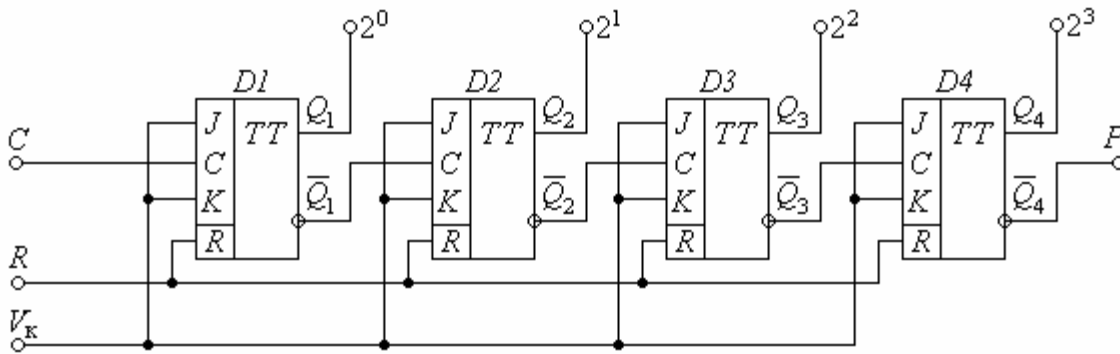 2⁰ 2¹ 2² 2³
D1 D2 D3 D4
J TT Q₁ J TT Q₂ J TT Q₃ J TT Q₄
C C C C C P
K Q̅₁ K Q̅₂ K Q̅₃ K Q̅₄
R R R R R
Vк